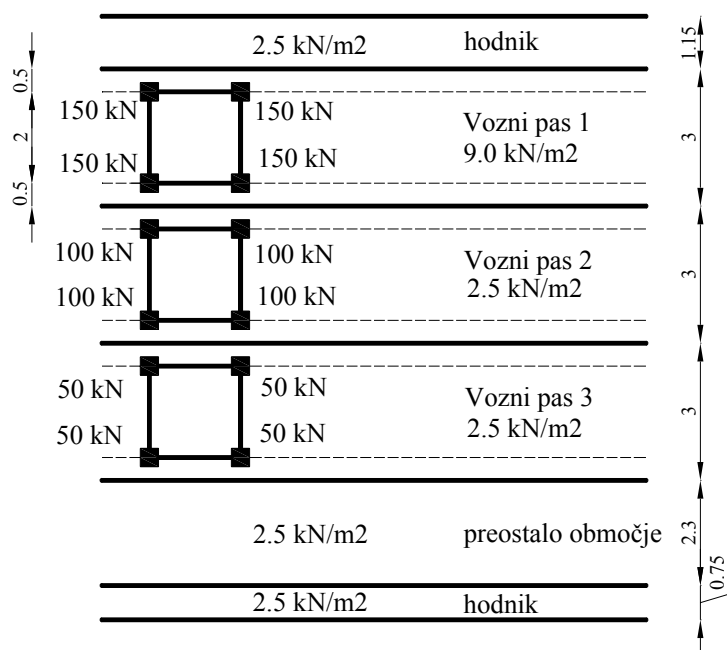 2.5 kN/m2 hodnik
1.15
0.5
150 kN 150 kN
Vozni pas 1
9.0 kN/m2
2
3
150 kN 150 kN
0.5
100 kN 100 kN
Vozni pas 2
2.5 kN/m2
3
100 kN 100 kN
50 kN 50 kN
Vozni pas 3
2.5 kN/m2
3
50 kN 50 kN
2.5 kN/m2 preostalo območje
2.3
0.75
2.5 kN/m2 hodnik